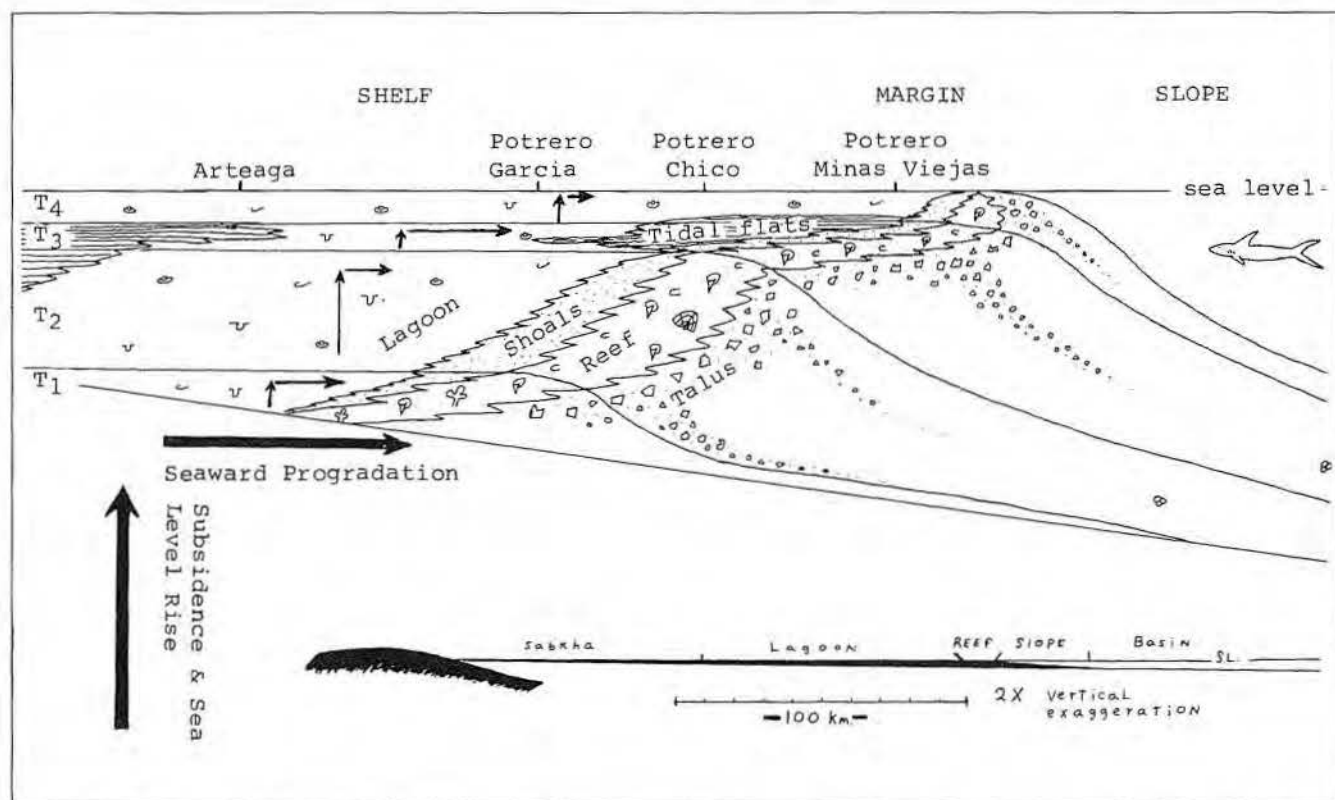 SHELF MARGIN SLOPE
Arteaga Potrero Garcia Potrero Chico Potrero Minas Viejas
sea level
T4
T3
Tidal flats
T2
Lagoon
Shoals
Reef
Talus
T1
Seaward Progradation
Subsidence & Sea
Level Rise
Sabkha Lagoon REEF SLOPE Basin
SL.
100 km.
2X vertical
exaggeration